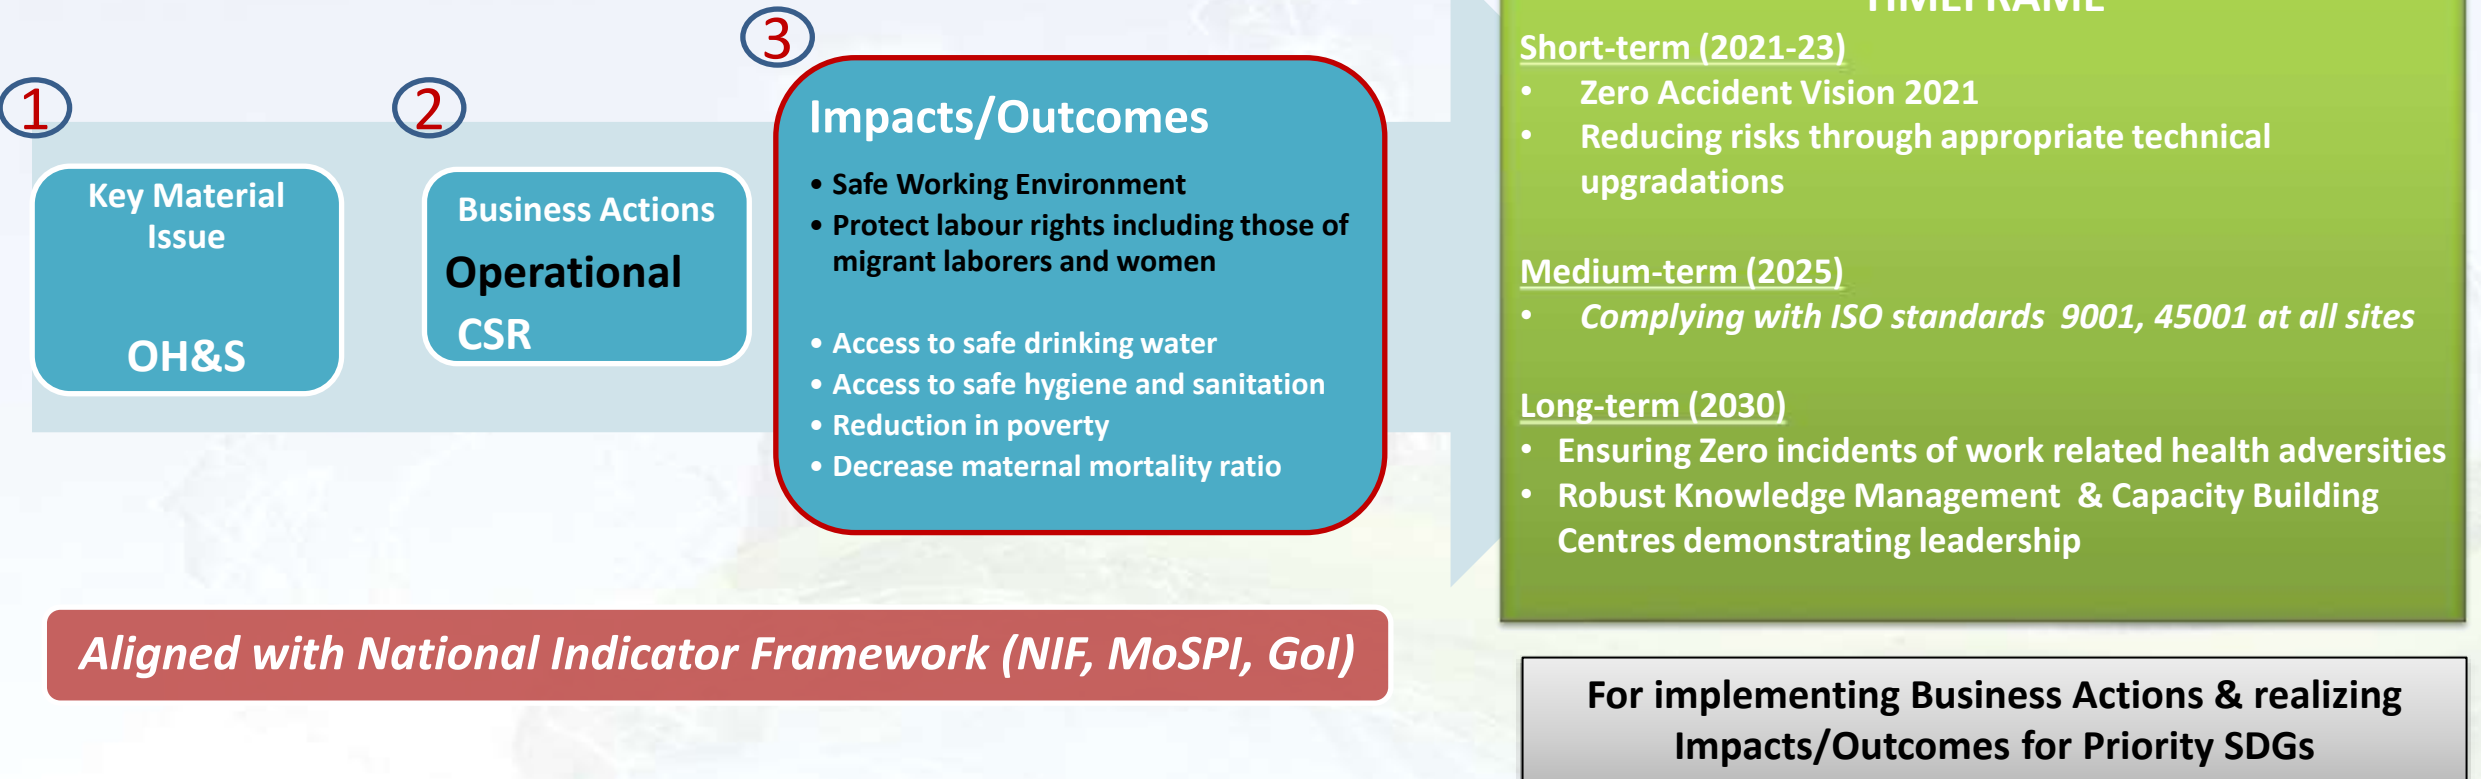 1
Key Material
Issue
OH&S
2
Business Actions
Operational
CSR
3
Impacts/Outcomes
• Safe Working Environment
• Protect labour rights including those of
migrant laborers and women
• Access to safe drinking water
• Access to safe hygiene and sanitation
• Reduction in poverty
• Decrease maternal mortality ratio
Aligned with National Indicator Framework (NIF, MoSPI, GoI)
TIMEFRAME
Short-term (2021-23)
• Zero Accident Vision 2021
• Reducing risks through appropriate technical
upgradations
Medium-term (2025)
• Complying with ISO standards 9001, 45001 at all sites
Long-term (2030)
• Ensuring Zero incidents of work related health adversities
• Robust Knowledge Management & Capacity Building
Centres demonstrating leadership
For implementing Business Actions & realizing
Impacts/Outcomes for Priority SDGs